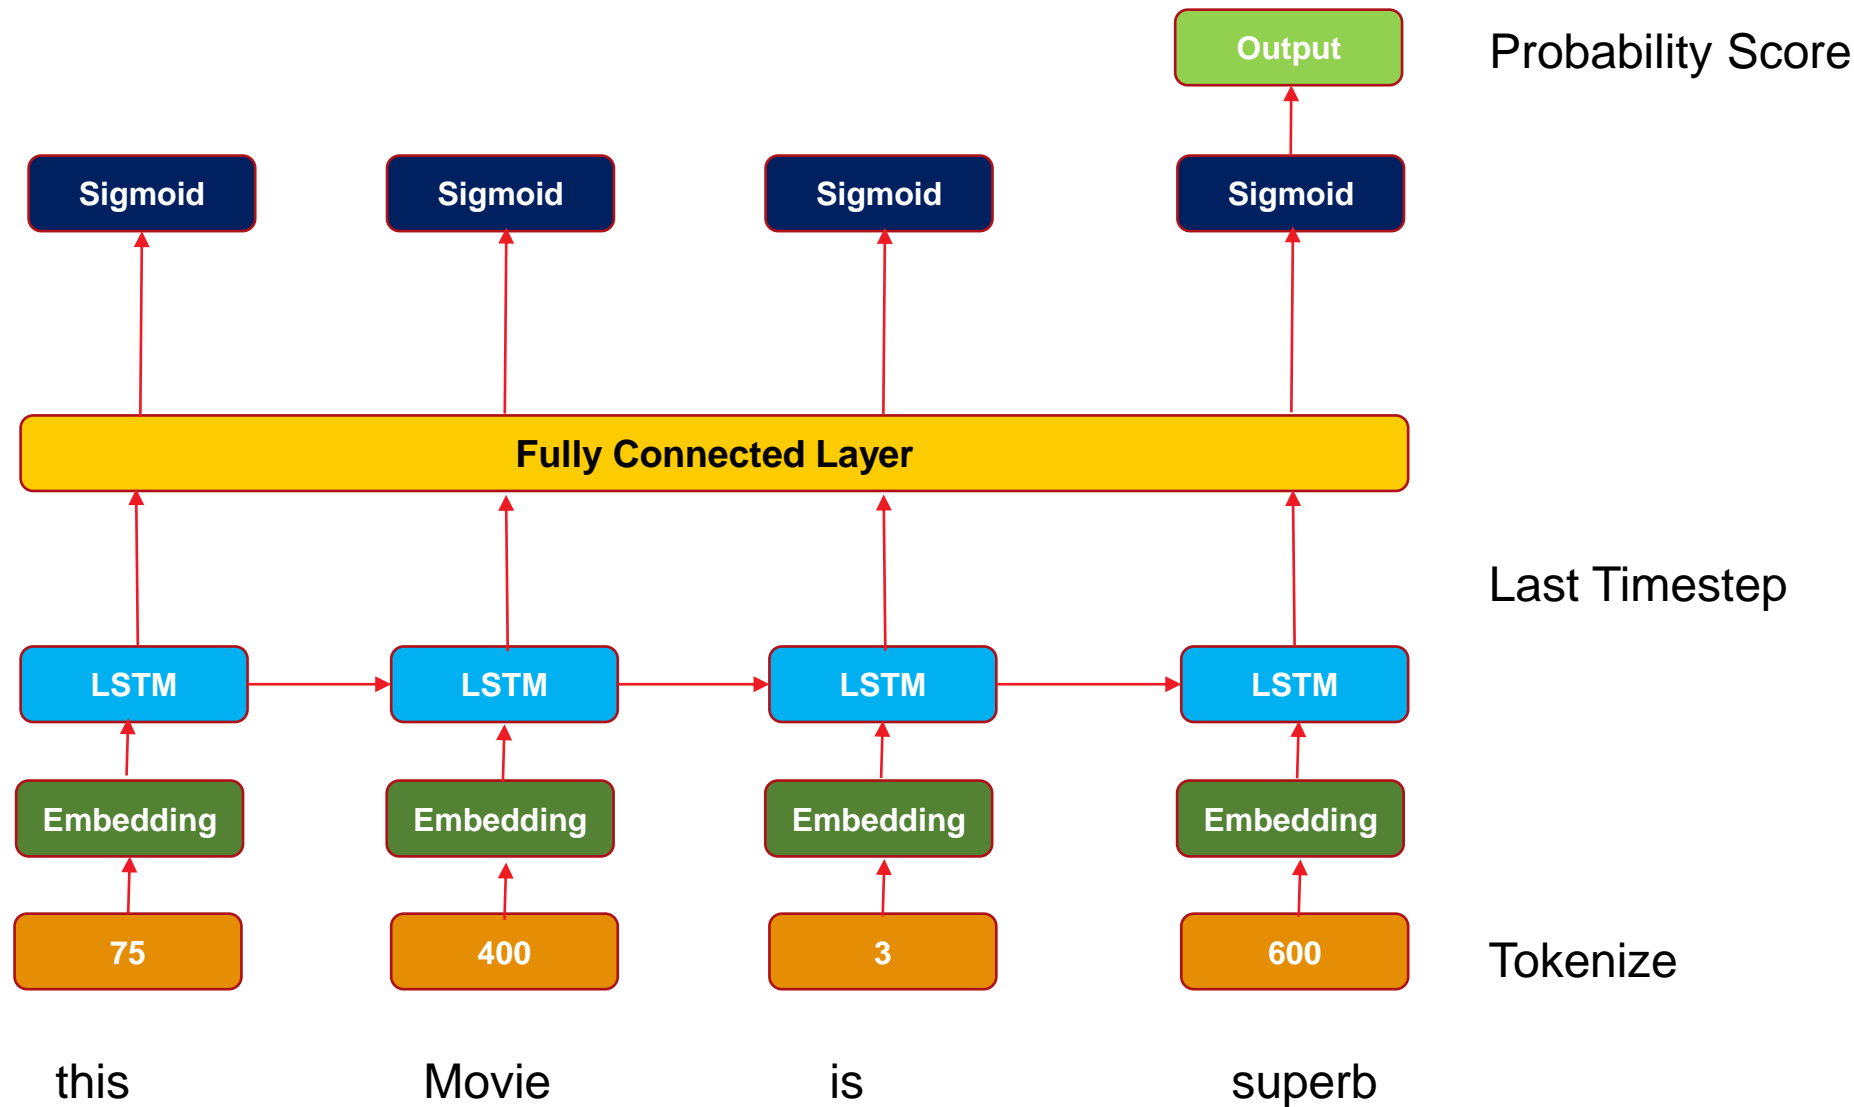 Output Probability Score
Sigmoid Sigmoid Sigmoid Sigmoid
Fully Connected Layer
Last Timestep
LSTM LSTM LSTM LSTM
Embedding Embedding Embedding Embedding
75 400 3 600 Tokenize
this Movie is superb